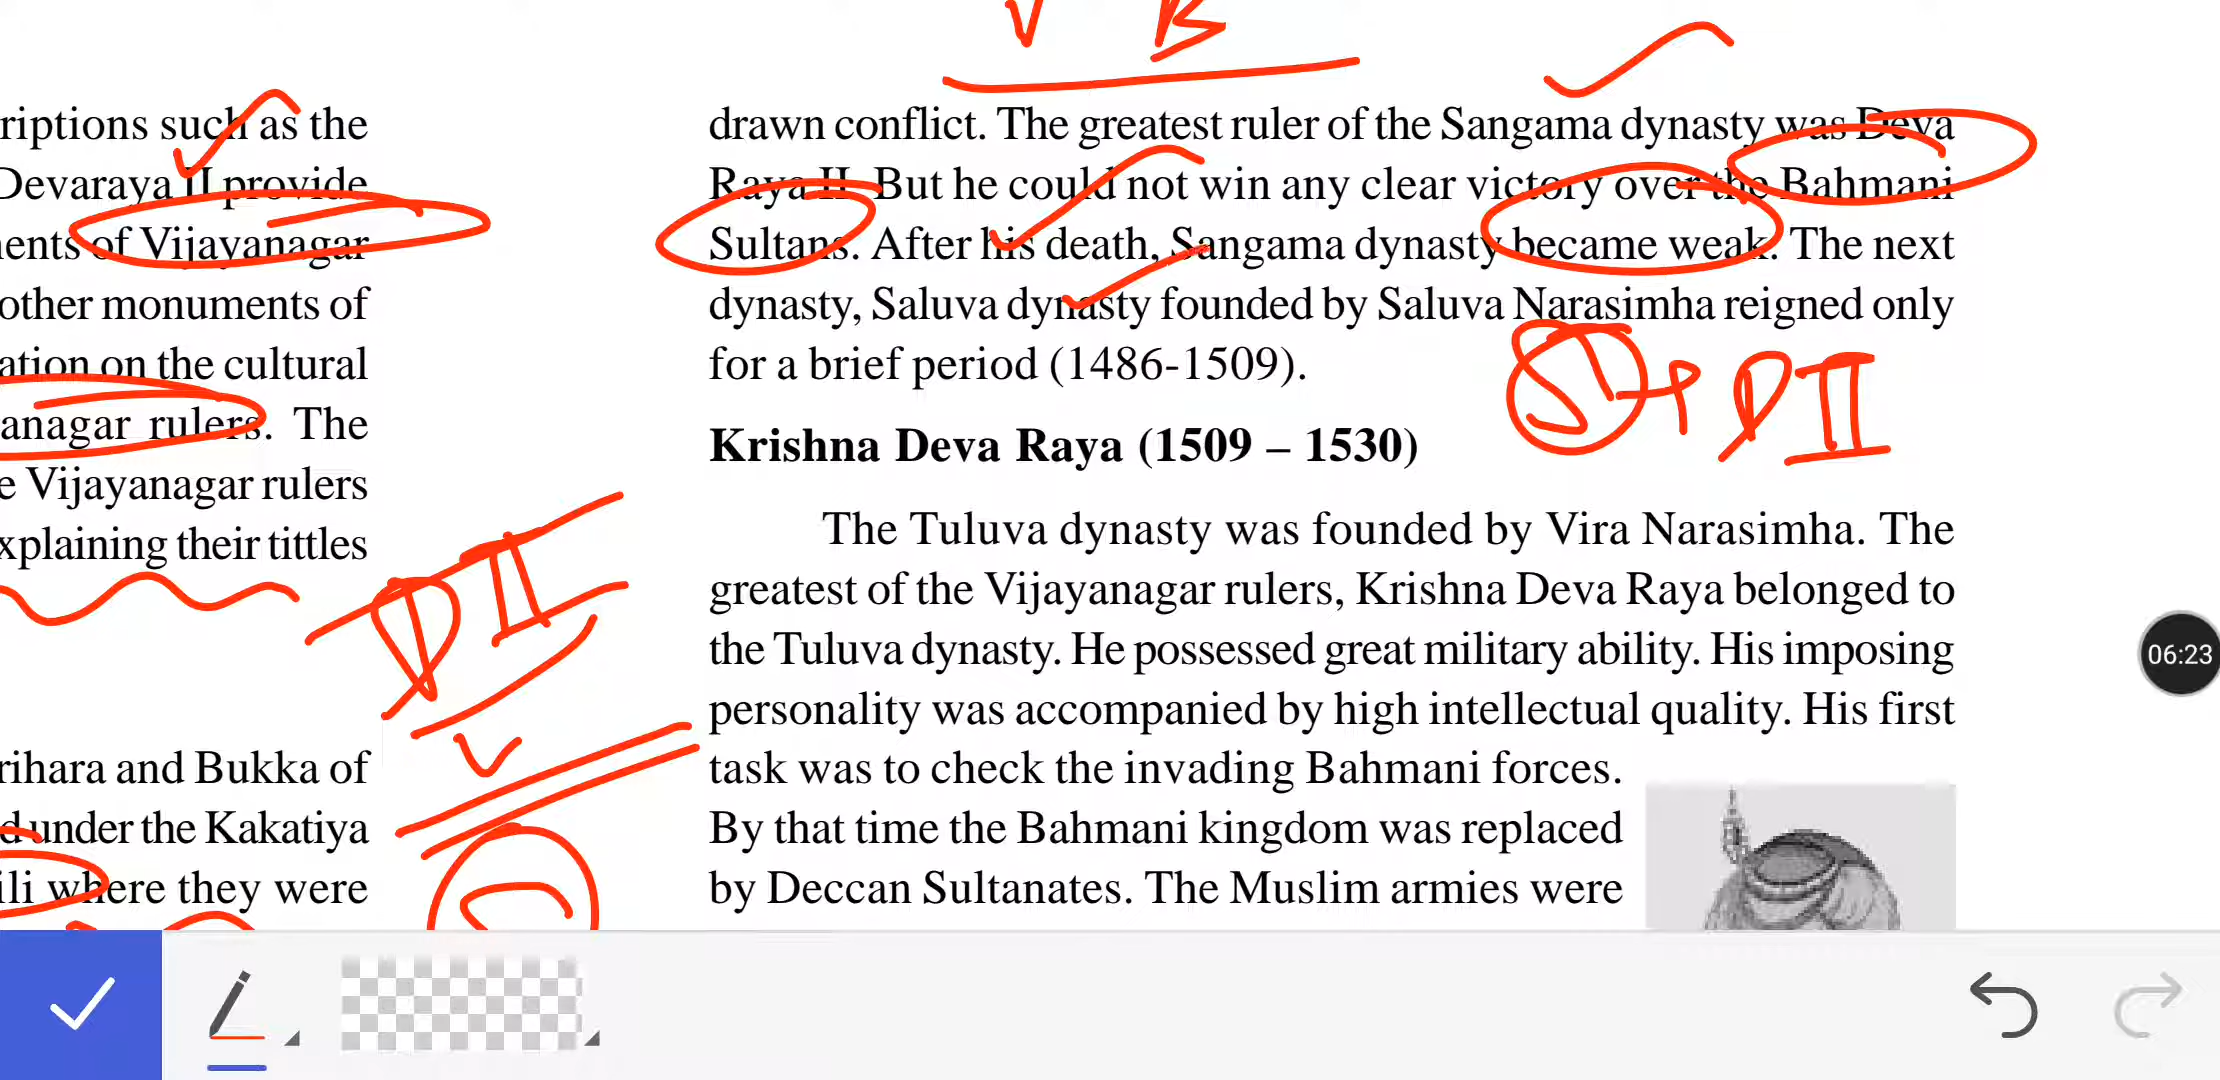 riptions such as the
Devaraya II provide
ents of Vijayanagar
other monuments of
ation on the cultural
anagar rulers. The
e Vijayanagar rulers
xplaining their tittles
rihara and Bukka of
d under the Kakatiya
ili where they were
D II
V B
drawn conflict. The greatest ruler of the Sangama dynasty was Deva
Raya II. But he could not win any clear victory over the Bahmani
Sultans. After his death, Sangama dynasty became weak. The next
dynasty, Saluva dynasty founded by Saluva Narasimha reigned only
for a brief period (1486-1509).
S D II
Krishna Deva Raya (1509 – 1530)
The Tuluva dynasty was founded by Vira Narasimha. The
greatest of the Vijayanagar rulers, Krishna Deva Raya belonged to
the Tuluva dynasty. He possessed great military ability. His imposing
personality was accompanied by high intellectual quality. His first
task was to check the invading Bahmani forces.
By that time the Bahmani kingdom was replaced
by Deccan Sultanates. The Muslim armies were
06:23